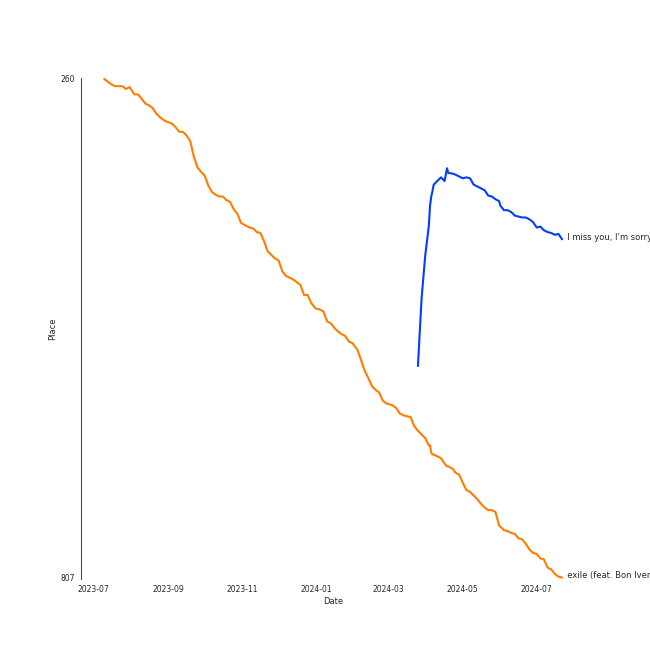 260
I miss you, I'm sorry
Place
exile (feat. Bon Iver
807
2023-07 2023-09 2023-11 2024-01 2024-03 2024-05 2024-07
Date